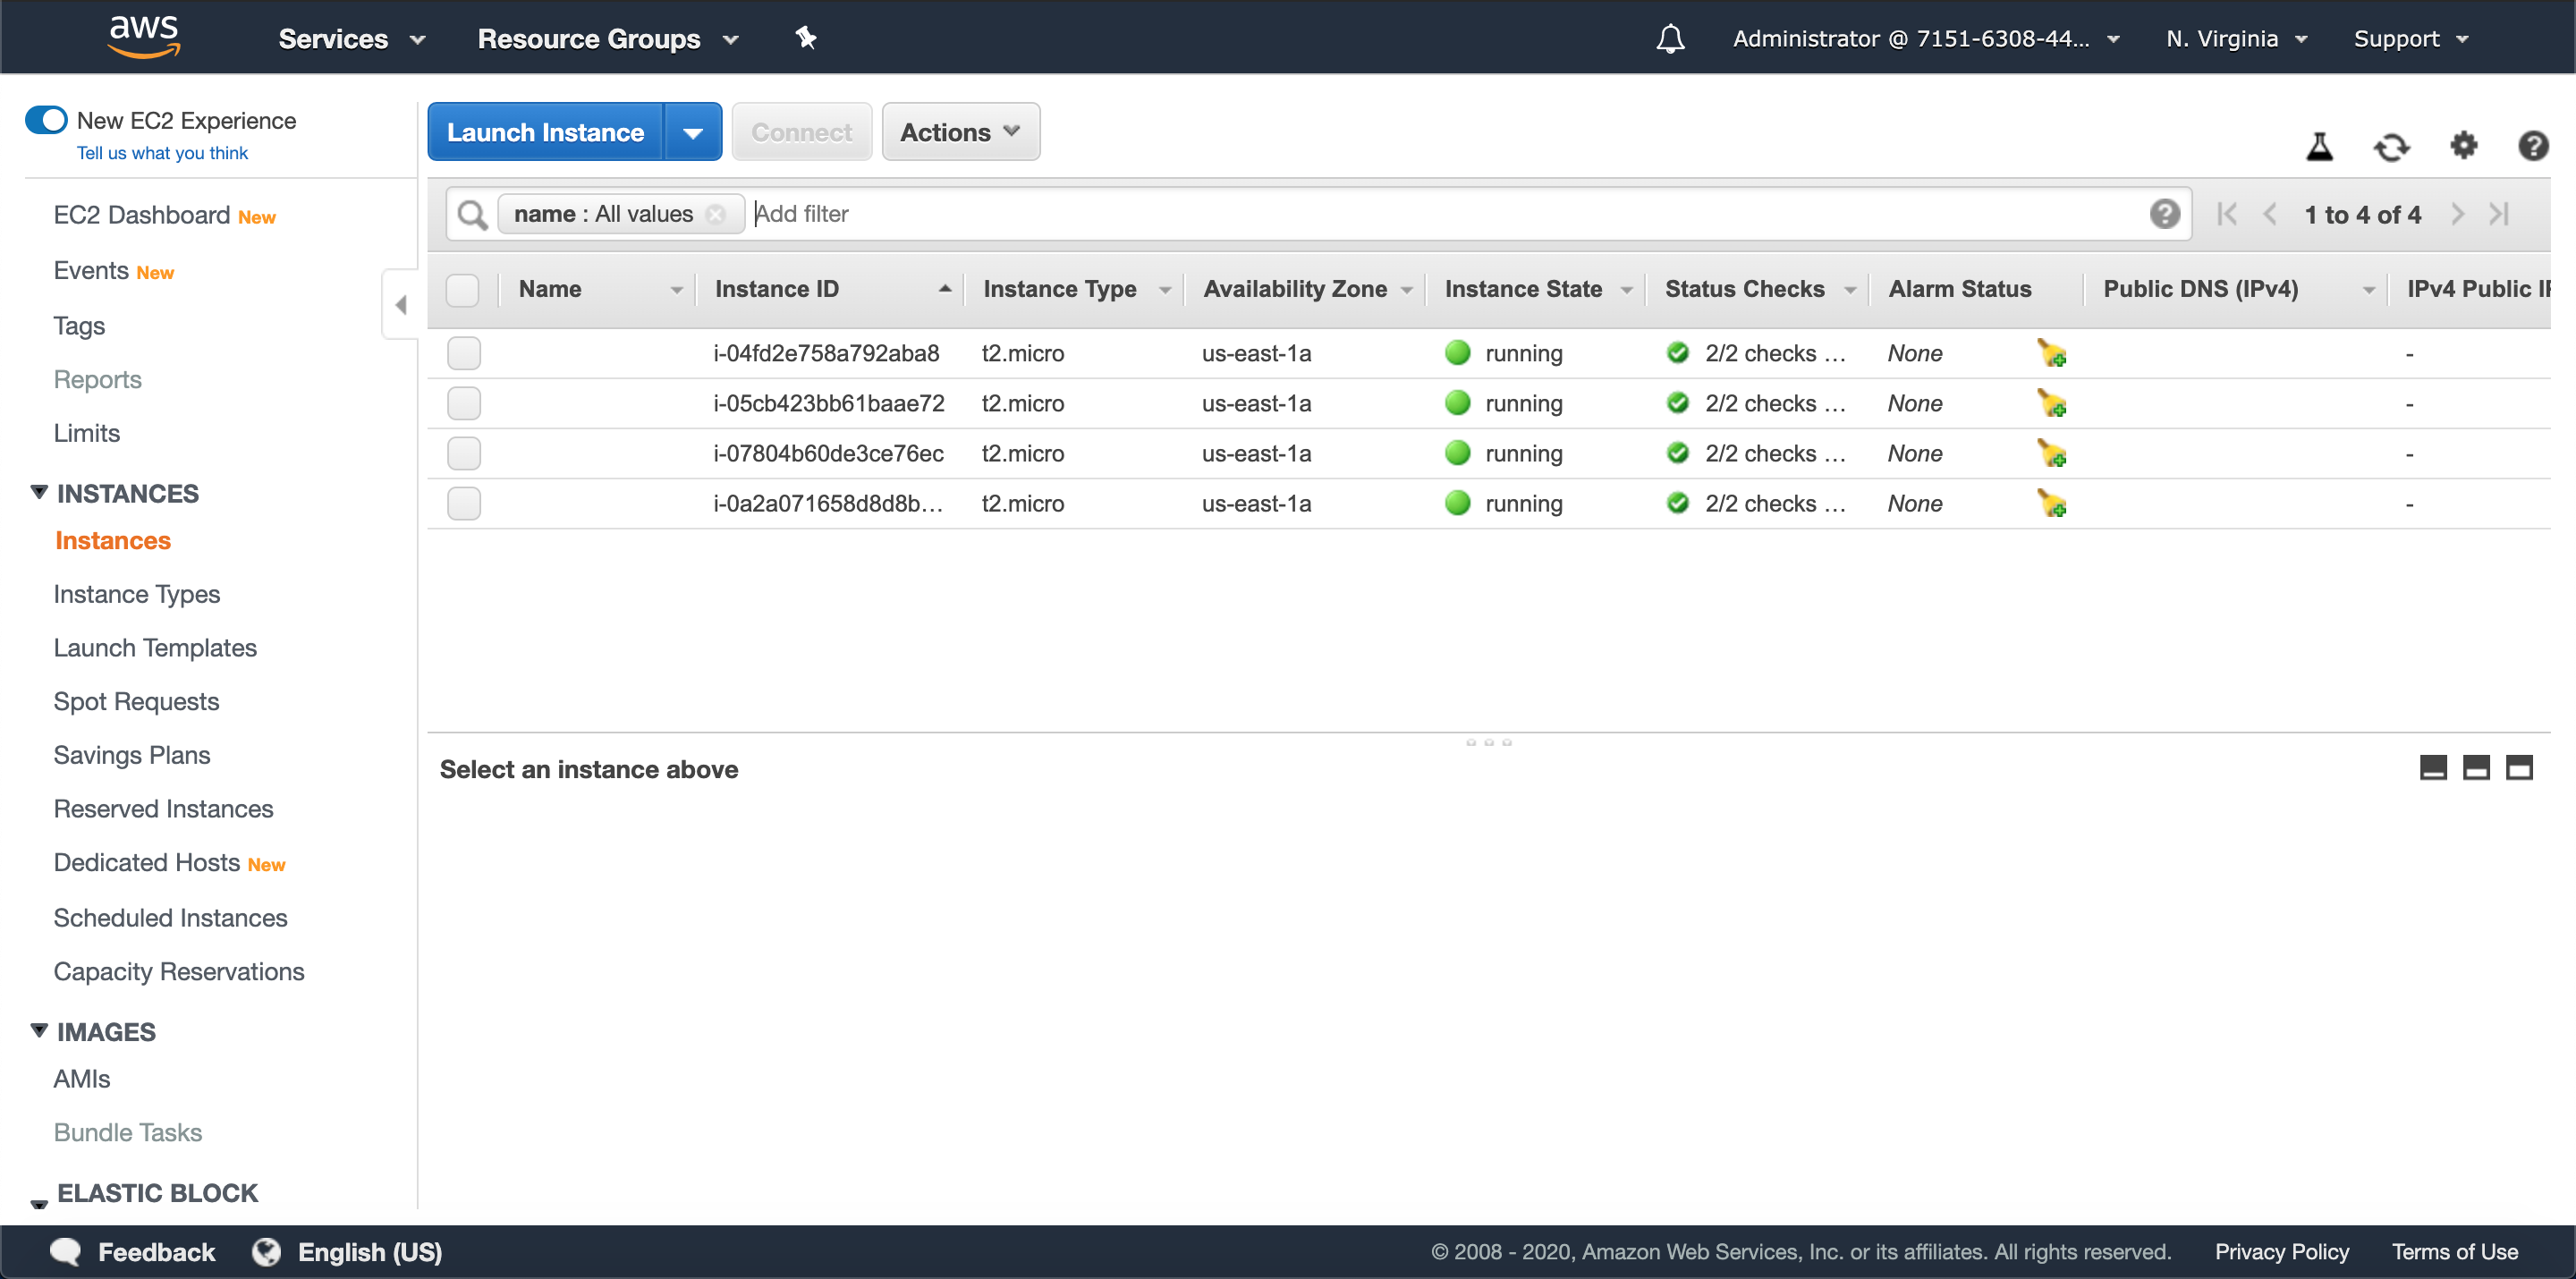 aws Services Resource Groups Administrator @ 7151-6308-44... N. Virginia Support
New EC2 Experience
Tell us what you think
EC2 Dashboard New
Events New
Tags
Reports
Limits
INSTANCES
Instances
Instance Types
Launch Templates
Spot Requests
Savings Plans
Reserved Instances
Dedicated Hosts New
Scheduled Instances
Capacity Reservations
IMAGES
AMIs
Bundle Tasks
ELASTIC BLOCK
Launch Instance Connect Actions
name : All values Add filter 1 to 4 of 4
Name Instance ID Instance Type Availability Zone Instance State Status Checks Alarm Status Public DNS (IPv4) IPv4 Public IP
i-04fd2e758a792aba8 t2.micro us-east-1a running 2/2 checks ... None -
i-05cb423bb61baae72 t2.micro us-east-1a running 2/2 checks ... None -
i-07804b60de3ce76ec t2.micro us-east-1a running 2/2 checks ... None -
i-0a2a071658d8d8b... t2.micro us-east-1a running 2/2 checks ... None -
Select an instance above
Feedback English (US) © 2008 - 2020, Amazon Web Services, Inc. or its affiliates. All rights reserved. Privacy Policy Terms of Use